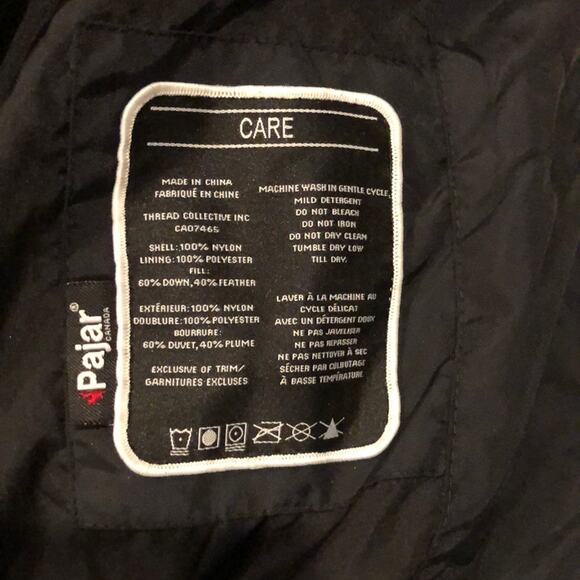 CARE
MADE IN CHINA
FABRIQUÉ EN CHINE
THREAD COLLECTIVE INC
CA07465
SHELL: 100% NYLON
LINING: 100% POLYESTER
FILL:
60% DOWN, 40% FEATHER
EXTÉRIEUR: 100% NYLON
DOUBLURE: 100% POLYESTER
BOURRURE:
60% DUVET, 40% PLUME
EXCLUSIVE OF TRIM/
GARNITURES EXCLUSES
MACHINE WASH IN GENTLE CYCLE,
MILD DETERGENT
DO NOT BLEACH
DO NOT IRON
DO NOT DRY CLEAN
TUMBLE DRY LOW
TILL DRY.
LAVER À LA MACHINE AU
CYCLE DÉLICAT
AVEC UN DÉTERGENT DOUX
NE PAS JAVELISER
NE PAS REPASSER
NE PAS NETTOYER À SEC
SÉCHER PAR CULBUTAGE
À BASSE TEMPÉRATURE
Pajar®
CANADA